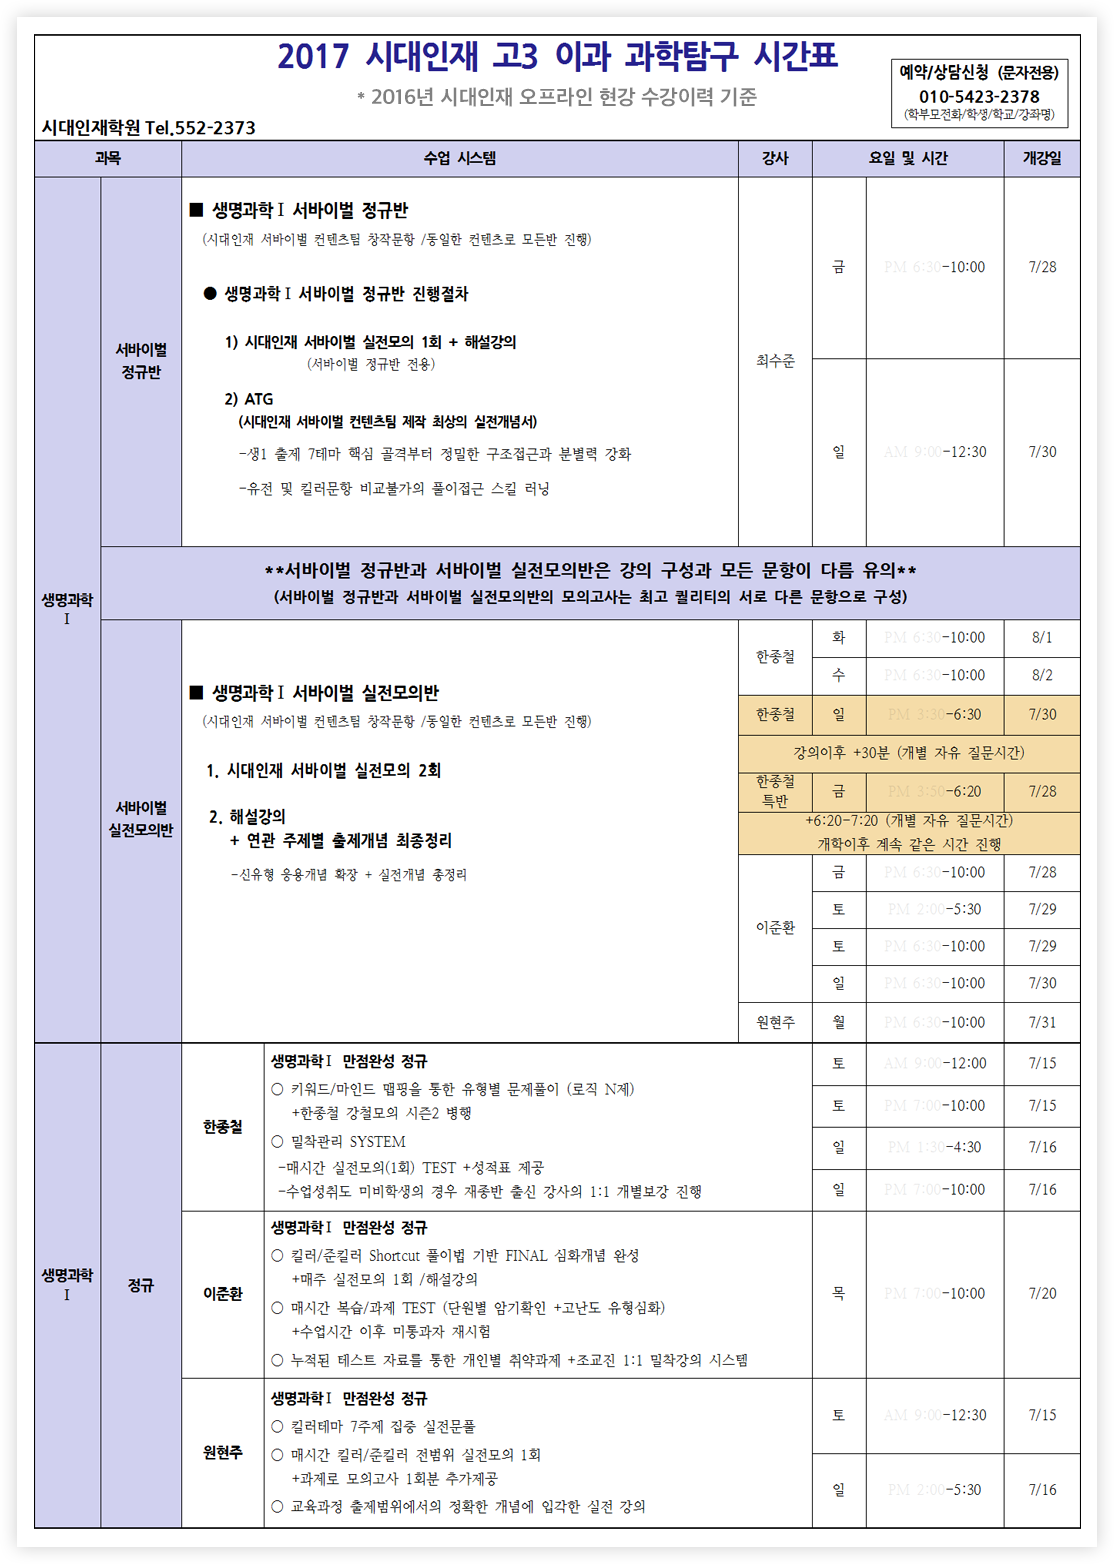 2017 시대인재 고3 이과 과학탐구 시간표
* 2016년 시대인재 오프라인 현강 수강이력 기준
예약/상담신청 (문자전용)
010-5423-2378
(학부모전화/학생/학교/강좌명)
시대인재학원 Tel.552-2373
과목 수업 시스템 강사 요일 및 시간 개강일
생명과학 Ⅰ
서바이벌 정규반
■ 생명과학Ⅰ 서바이벌 정규반
(시대인재 서바이벌 컨텐츠팀 창작문항 /동일한 컨텐츠로 모든반 진행)
● 생명과학Ⅰ 서바이벌 정규반 진행절차
1) 시대인재 서바이벌 실전모의 1회 + 해설강의
(서바이벌 정규반 전용)
2) ATG
(시대인재 서바이벌 컨텐츠팀 제작 최상의 실전개념서)
-생1 출제 7테마 핵심 골격부터 정밀한 구조접근과 분별력 강화
-유전 및 킬러문항 비교불가의 풀이접근 스킬 러닝
최수준
금 PM 6:30-10:00 7/28
일 AM 9:00-12:30 7/30
**서바이벌 정규반과 서바이벌 실전모의반은 강의 구성과 모든 문항이 다름 유의**
(서바이벌 정규반과 서바이벌 실전모의반의 모의고사는 최고 퀄리티의 서로 다른 문항으로 구성)
서바이벌 실전모의반
■ 생명과학Ⅰ 서바이벌 실전모의반
(시대인재 서바이벌 컨텐츠팀 창작문항 /동일한 컨텐츠로 모든반 진행)
1. 시대인재 서바이벌 실전모의 2회
2. 해설강의
+ 연관 주제별 출제개념 최종정리
-신유형 응용개념 확장 + 실전개념 총정리
한종철
화 PM 6:30-10:00 8/1
수 PM 6:30-10:00 8/2
한종철 일 PM 3:30-6:30 7/30
강의이후 +30분 (개별 자유 질문시간)
한종철 특반 금 PM 3:50-6:20 7/28
+6:20-7:20 (개별 자유 질문시간)
개학이후 계속 같은 시간 진행
이준환
금 PM 6:30-10:00 7/28
토 PM 2:00-5:30 7/29
토 PM 6:30-10:00 7/29
일 PM 6:30-10:00 7/30
원현주 월 PM 6:30-10:00 7/31
생명과학 Ⅰ
정규
한종철
생명과학Ⅰ 만점완성 정규
○ 키워드/마인드 맵핑을 통한 유형별 문제풀이 (로직 N제)
+한종철 강철모의 시즌2 병행
○ 밀착관리 SYSTEM
-매시간 실전모의(1회) TEST +성적표 제공
-수업성취도 미비학생의 경우 재종반 출신 강사의 1:1 개별보강 진행
토 AM 9:00-12:00 7/15
토 PM 7:00-10:00 7/15
일 PM 1:30-4:30 7/16
일 PM 7:00-10:00 7/16
이준환
생명과학Ⅰ 만점완성 정규
○ 킬러/준킬러 Shortcut 풀이법 기반 FINAL 심화개념 완성
+매주 실전모의 1회 /해설강의
○ 매시간 복습/과제 TEST (단원별 암기확인 +고난도 유형심화)
+수업시간 이후 미통과자 재시험
○ 누적된 테스트 자료를 통한 개인별 취약과제 +조교진 1:1 밀착강의 시스템
목 PM 7:00-10:00 7/20
원현주
생명과학Ⅰ 만점완성 정규
○ 킬러테마 7주제 집중 실전문풀
○ 매시간 킬러/준킬러 전범위 실전모의 1회
+과제로 모의고사 1회분 추가제공
○ 교육과정 출제범위에서의 정확한 개념에 입각한 실전 강의
토 AM 9:00-12:30 7/15
일 PM 2:00-5:30 7/16